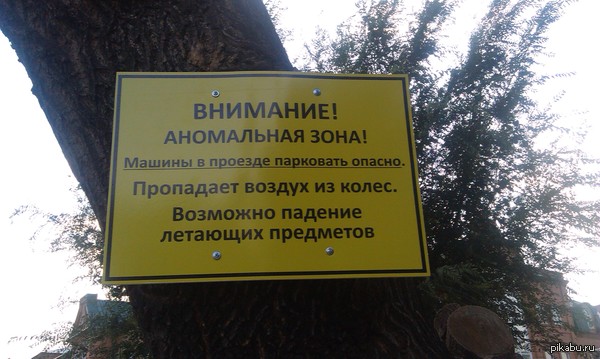 ВНИМАНИЕ!
АНОМАЛЬНАЯ ЗОНА!
Машины в проезде парковать опасно.
Пропадает воздух из колес.
Возможно падение
летающих предметов
pikabu.ru